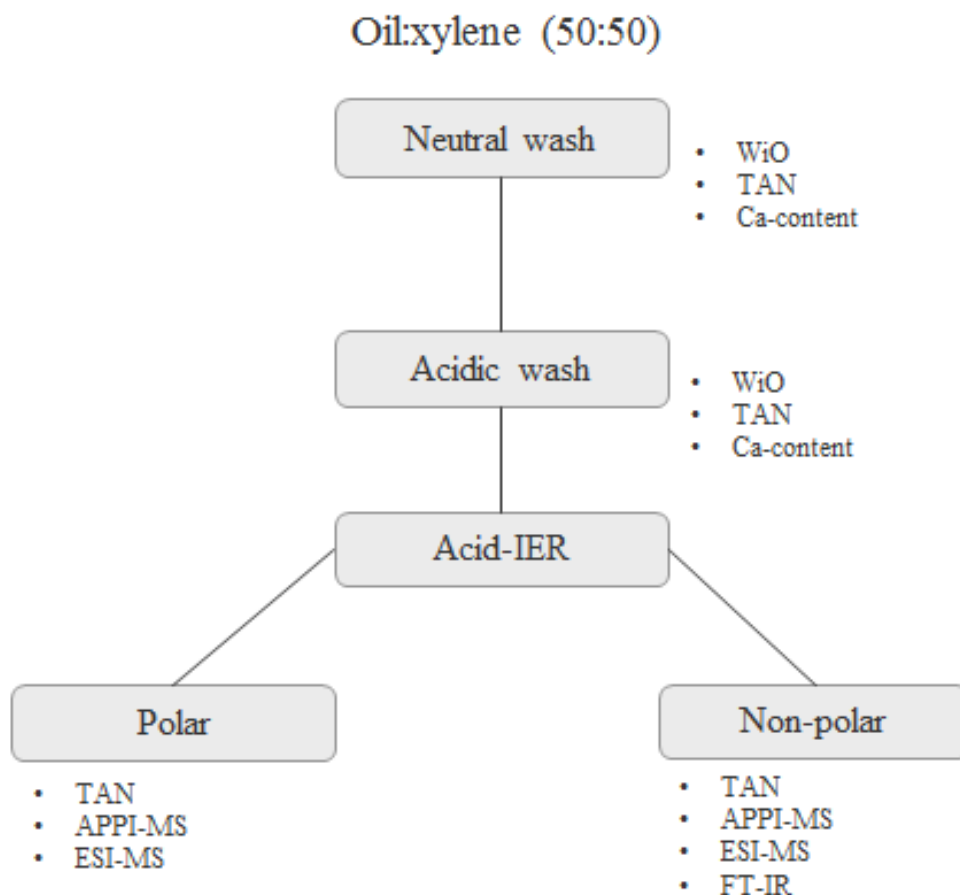 Oil:xylene (50:50)
Neutral wash
• WiO
• TAN
• Ca-content
Acidic wash
• WiO
• TAN
• Ca-content
Acid-IER
Polar
• TAN
• APPI-MS
• ESI-MS
Non-polar
• TAN
• APPI-MS
• ESI-MS
• FT-IR